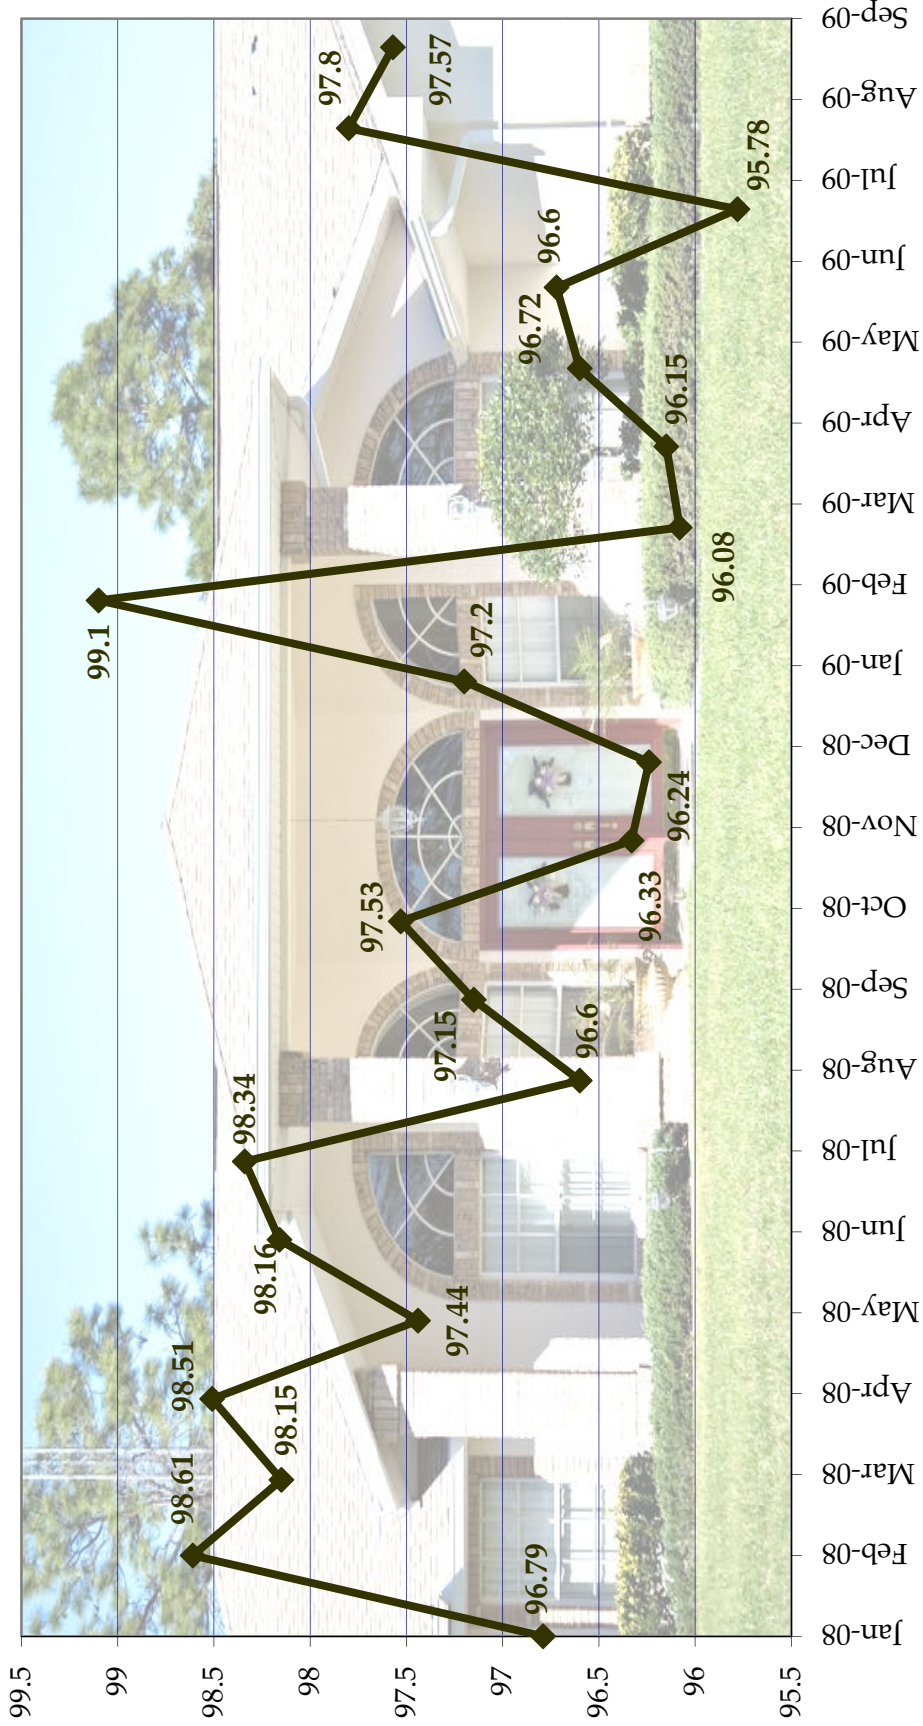 99.5
99
98.5
98
97.5
97
96.5
96
95.5
96.79
98.61
98.15
98.51
97.44
98.16
98.34
96.6
97.15
97.53
96.33
96.24
97.2
99.1
96.08
96.15
96.72
96.6
95.78
97.8
97.57
Jan-08
Feb-08
Mar-08
Apr-08
May-08
Jun-08
Jul-08
Aug-08
Sep-08
Oct-08
Nov-08
Dec-08
Jan-09
Feb-09
Mar-09
Apr-09
May-09
Jun-09
Jul-09
Aug-09
Sep-09